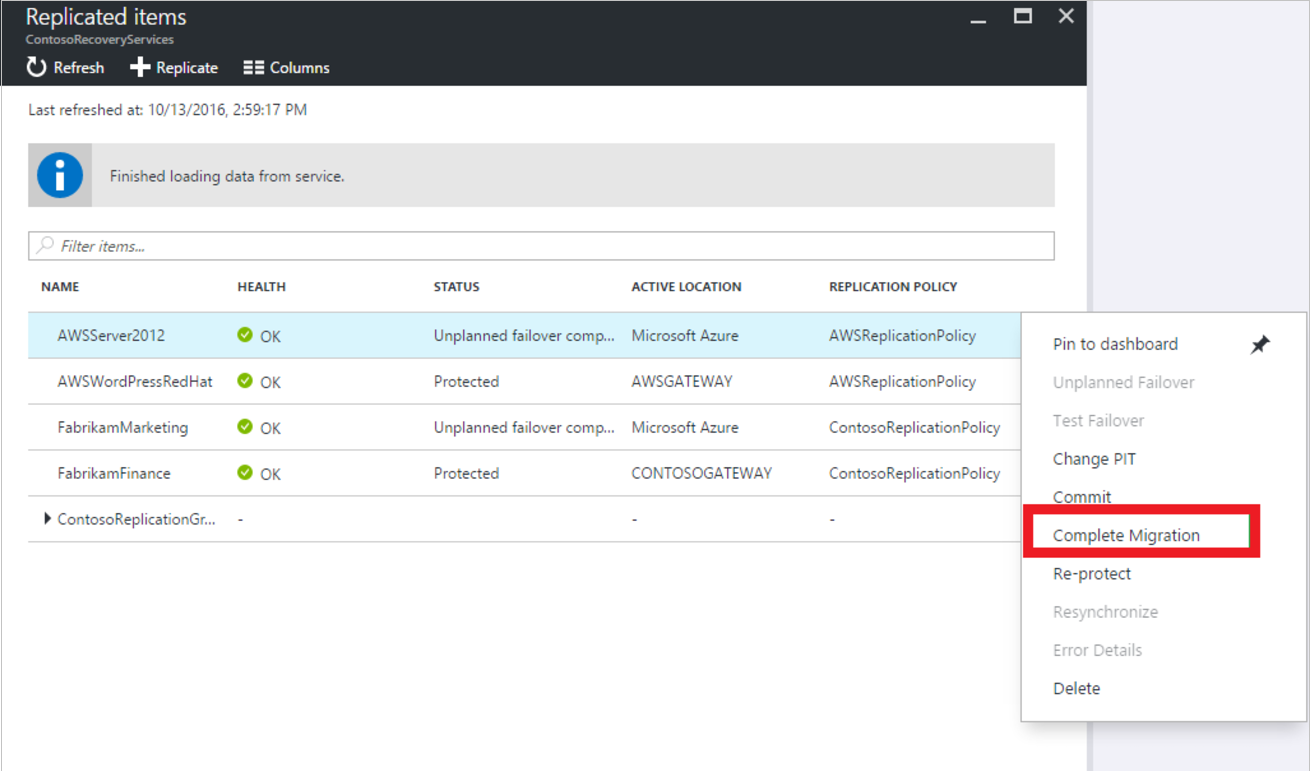 Replicated items
ContosoRecoveryServices
Refresh Replicate Columns
Last refreshed at: 10/13/2016, 2:59:17 PM
Finished loading data from service.
Filter items...
NAME HEALTH STATUS ACTIVE LOCATION REPLICATION POLICY
AWSServer2012 OK Unplanned failover comp... Microsoft Azure AWSReplicationPolicy
AWSWordPressRedHat OK Protected AWSGATEWAY AWSReplicationPolicy
FabrikamMarketing OK Unplanned failover comp... Microsoft Azure ContosoReplicationPolicy
FabrikamFinance OK Protected CONTOSOGATEWAY ContosoReplicationPolicy
ContosoReplicationGr... - - -
Pin to dashboard
Unplanned Failover
Test Failover
Change PIT
Commit
Complete Migration
Re-protect
Resynchronize
Error Details
Delete